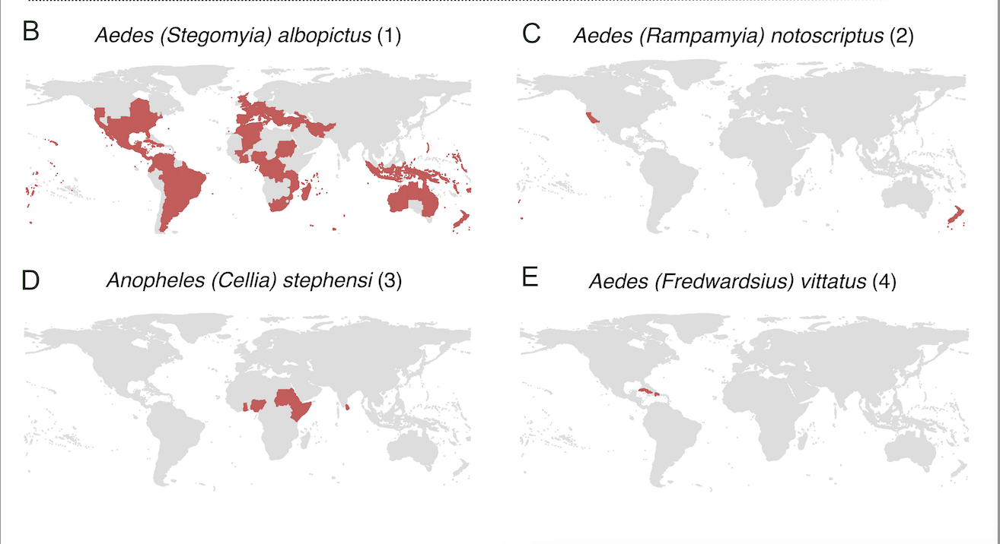 B
Aedes (Stegomyia) albopictus (1)
C
Aedes (Rampamyia) notoscriptus (2)
D
Anopheles (Cellia) stephensi (3)
E
Aedes (Fredwardsius) vittatus (4)